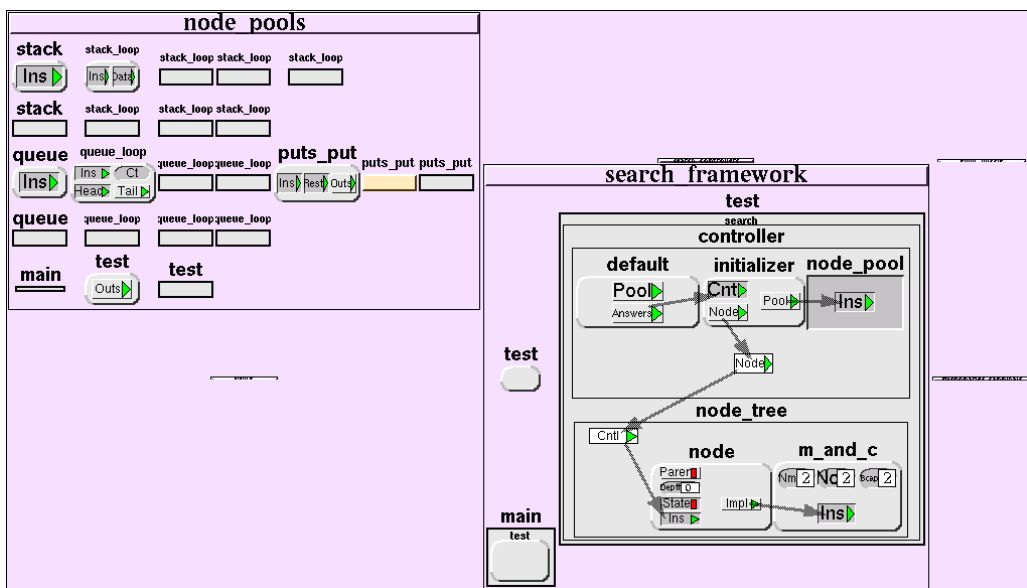 node_pools
stack stack_loop stack_loop stack_loop stack_loop
Ins Ins Data
stack stack_loop stack_loop stack_loop
queue queue_loop queue_loop queue_loop puts_put puts_put puts_put
Ins Ct
Ins Ins Rest Outs
Head Tail
queue queue_loop queue_loop queue_loop
main test test
Outs
search_framework
test
search
controller
default initializer node_pool
Pool Cnt Pool Ins
Answers Node
test
Node
node_tree
Cntl
node m_and_c
Paren
Nm 2 Nc 2 Bcap 2
Depth 0
State Impl Ins
Ins
main
test